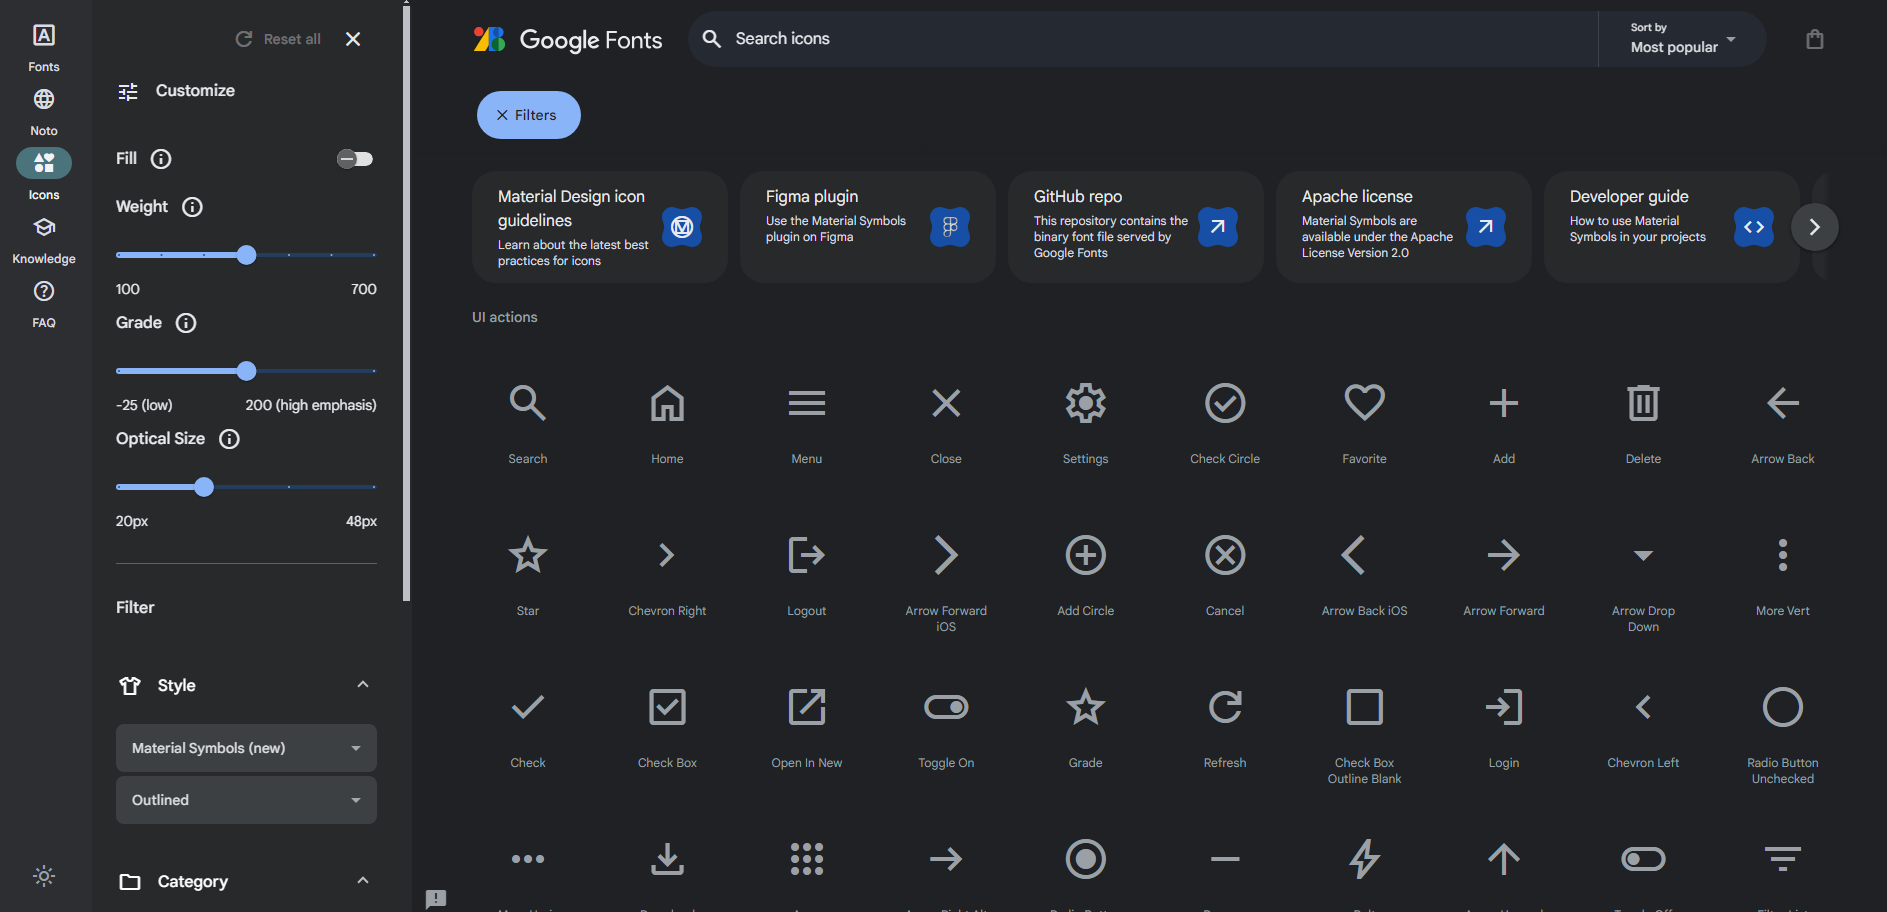 Fonts
Noto
Icons
Knowledge
FAQ
Reset all
Customize
Fill
Weight
100 700
Grade
-25 (low) 200 (high emphasis)
Optical Size
20px 48px
Filter
Style
Material Symbols (new)
Outlined
Category
Google Fonts
Search icons
Sort by
Most popular
Filters
Material Design icon
guidelines
Learn about the latest best
practices for icons
Figma plugin
Use the Material Symbols
plugin on Figma
GitHub repo
This repository contains the
binary font file served by
Google Fonts
Apache license
Material Symbols are
available under the Apache
License Version 2.0
Developer guide
How to use Material
Symbols in your projects
UI actions
Search
Home
Menu
Close
Settings
Check Circle
Favorite
Add
Delete
Arrow Back
Star
Chevron Right
Logout
Arrow Forward
iOS
Add Circle
Cancel
Arrow Back iOS
Arrow Forward
Arrow Drop
Down
More Vert
Check
Check Box
Open In New
Toggle On
Grade
Refresh
Check Box
Outline Blank
Login
Chevron Left
Radio Button
Unchecked